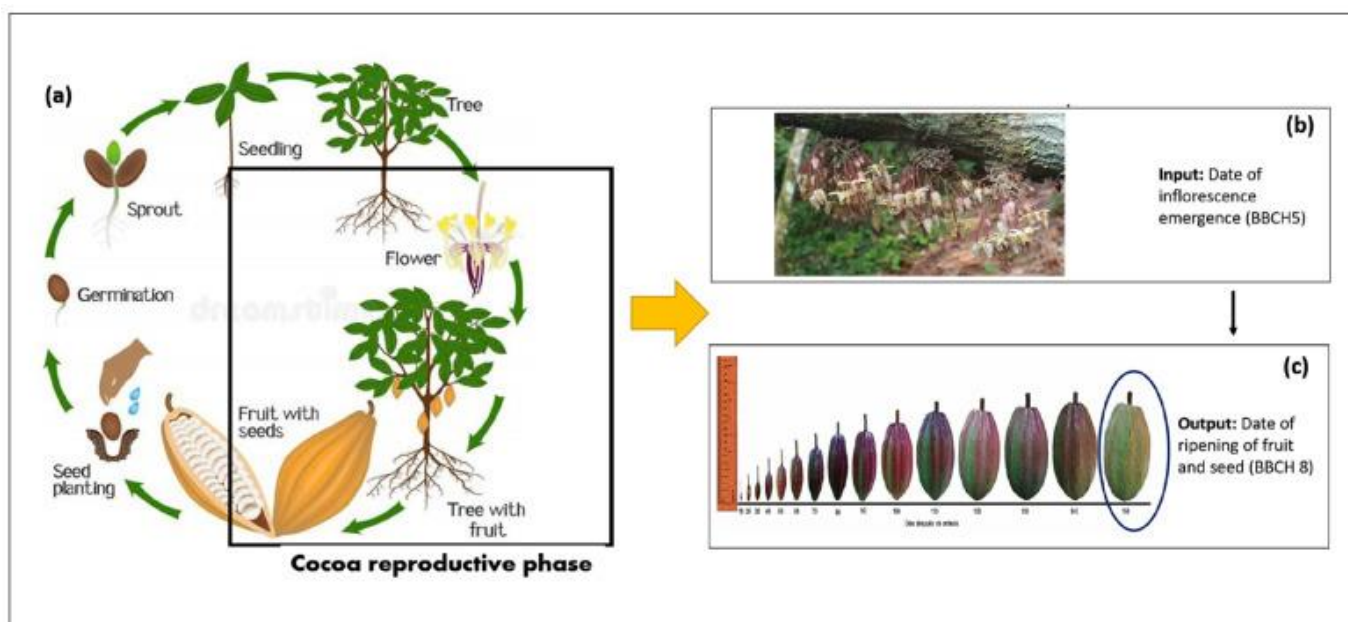 (a)
Tree
Seedling
Sprout
Flower
Germination
dreamstim
Fruit with
seeds
Seed
planting
Tree with
fruit
Cocoa reproductive phase
(b)
Input: Date of
inflorescence
emergence (BBCH5)
(c)
Output: Date of
ripening of fruit
and seed (BBCH 8)